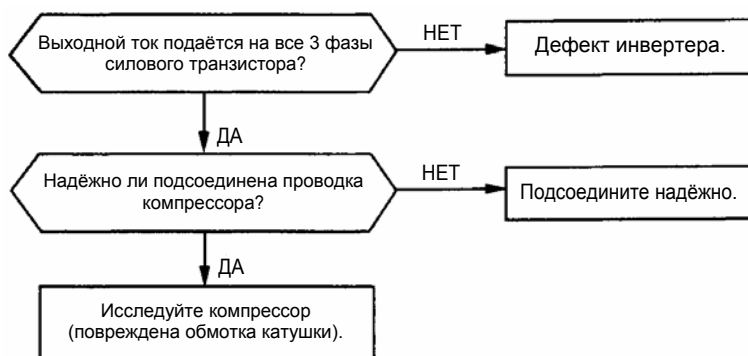 Выходной ток подаётся на все 3 фазы
силового транзистора?
НЕТ
Дефект инвертера.
ДА
Надёжно ли подсоединена проводка
компрессора?
НЕТ
Подсоедините надёжно.
ДА
Исследуйте компрессор
(повреждена обмотка катушки).